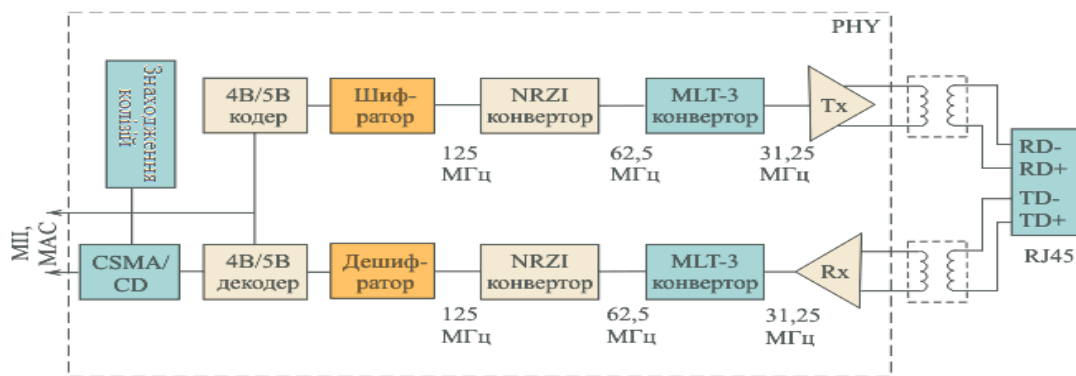 PHY
Знаходження
колізій
4B/5B
кодер
Шиф-
ратор
NRZI
конвертор
MLT-3
конвертор
Tx
125
МГц
62,5
МГц
31,25
МГц
RD-
RD+
TD-
TD+
RJ45
MII,
MAC
CSMA/
CD
4B/5B
декодер
Дешиф-
ратор
NRZI
конвертор
MLT-3
конвертор
Rx
125
МГц
62,5
МГц
31,25
МГц